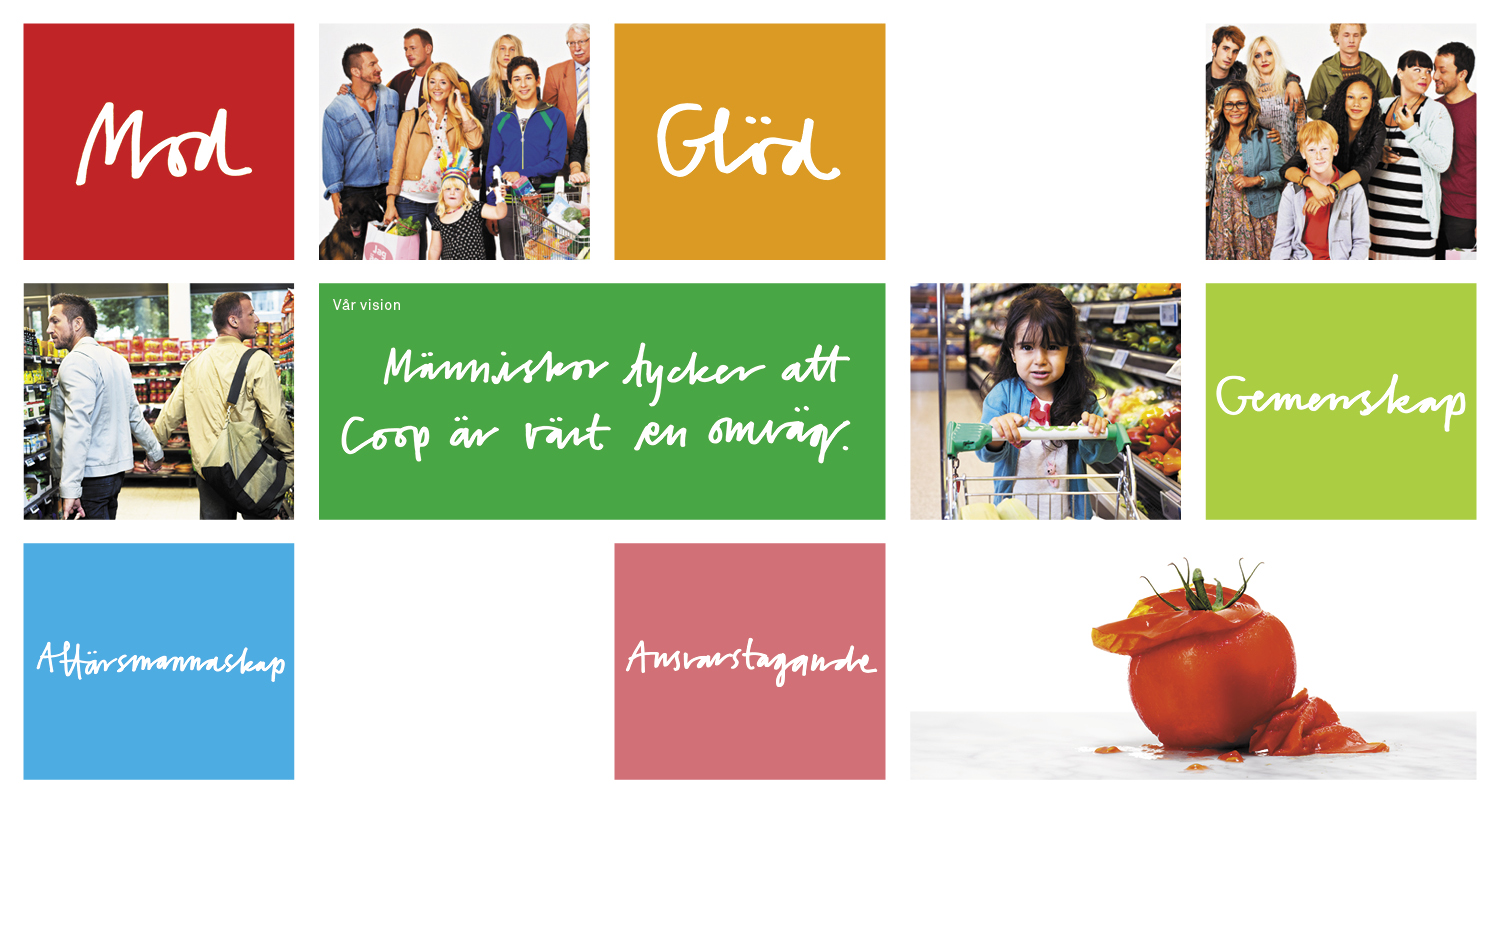 Mod
Glöd
Vår vision
Människor tycker att
Coop är värt en omväg.
Gemenskap
Affärsmannaskap
Ansvarstagande